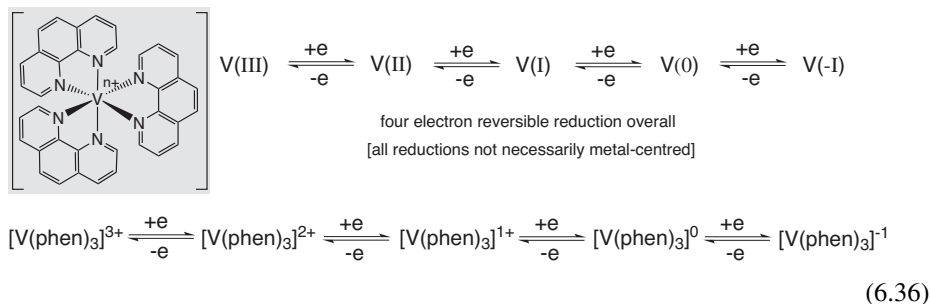 N N N N N N V n+
V(III) +e -e V(II) +e -e V(I) +e -e V(0) +e -e V(-I)
four electron reversible reduction overall
[all reductions not necessarily metal-centred]
[V(phen)₃]³⁺ +e -e [V(phen)₃]²⁺ +e -e [V(phen)₃]¹⁺ +e -e [V(phen)₃]⁰ +e -e [V(phen)₃]⁻¹
(6.36)